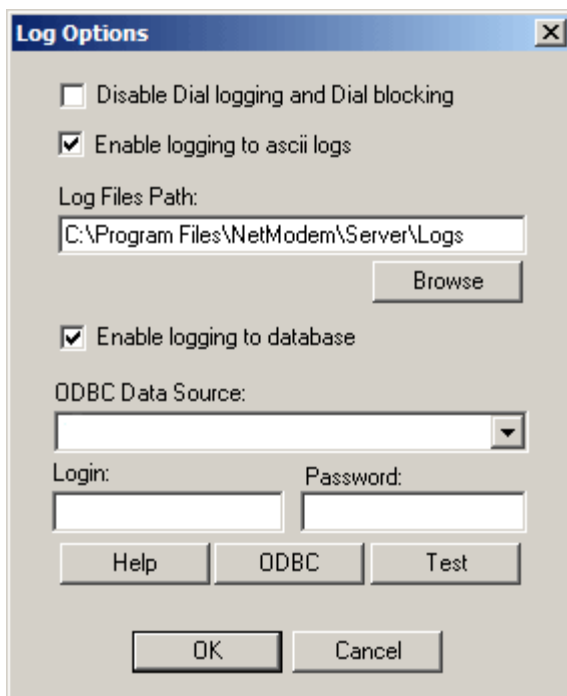 Log Options
Disable Dial logging and Dial blocking
Enable logging to ascii logs
Log Files Path:
C:\Program Files\NetModem\Server\Logs
Browse
Enable logging to database
ODBC Data Source:
Login: Password:
Help ODBC Test
OK Cancel